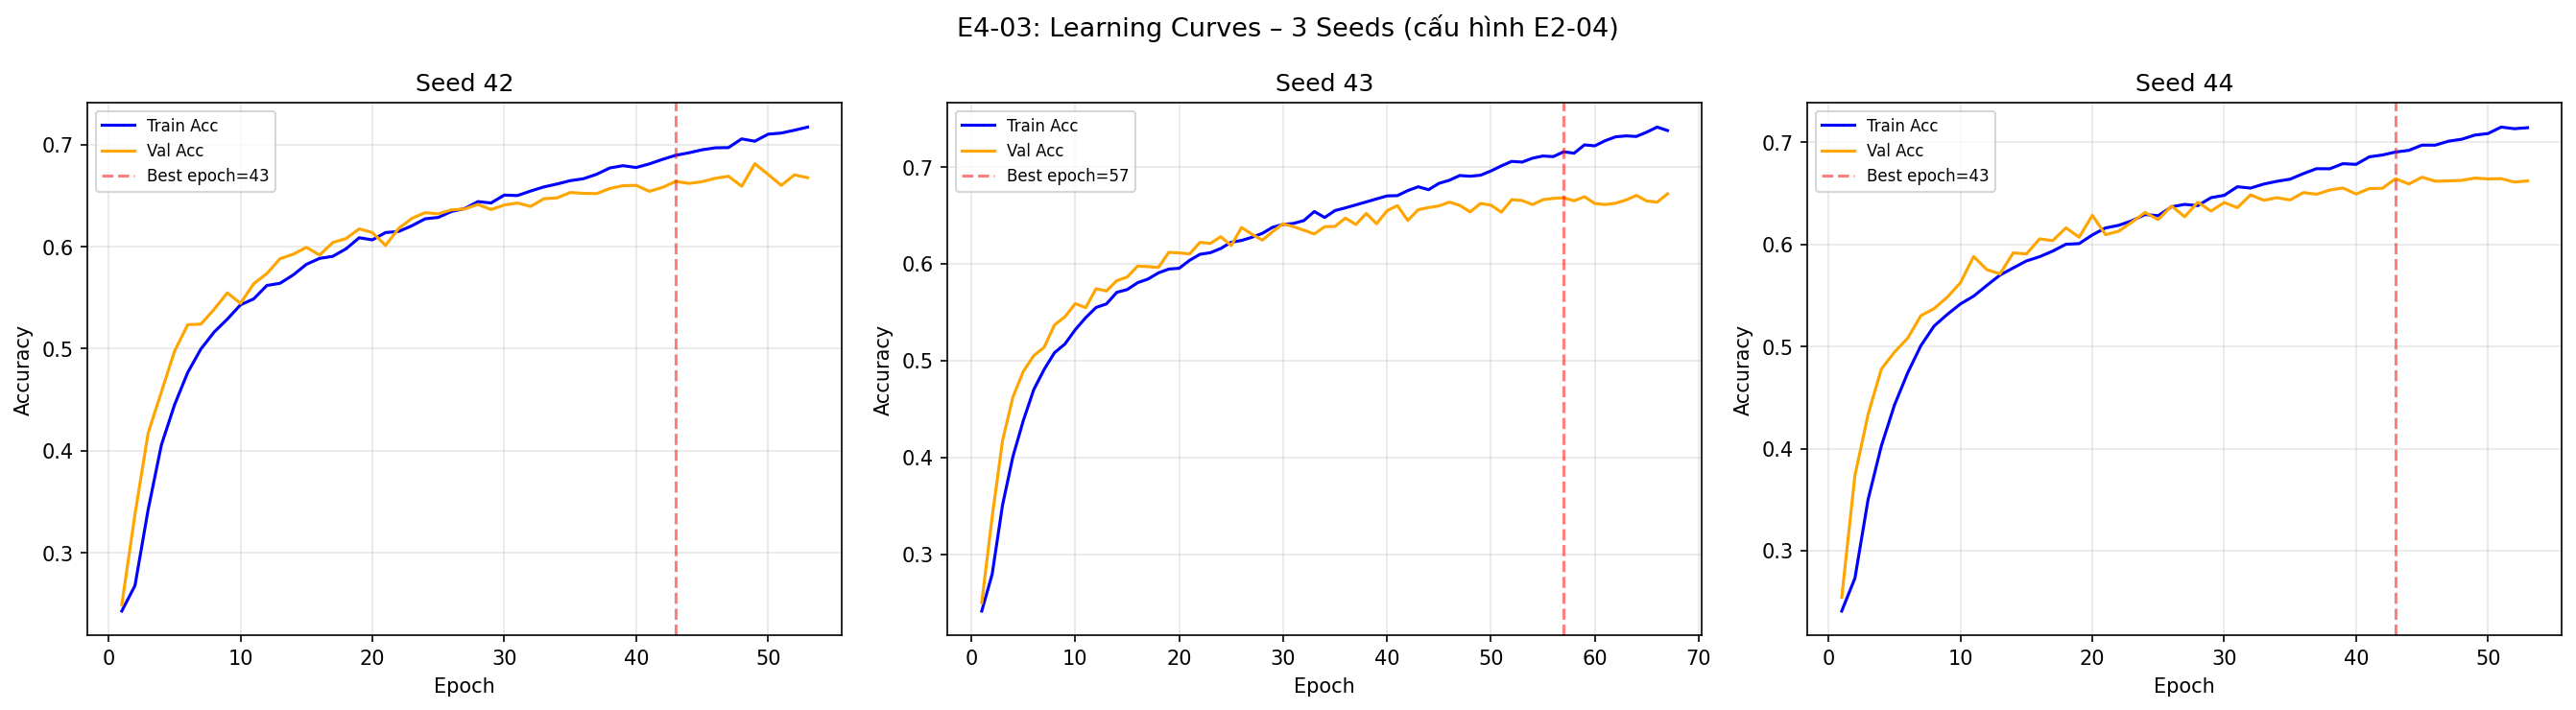 E4-03: Learning Curves – 3 Seeds (cấu hình E2-04)
Seed 42
Train Acc
Val Acc
Best epoch=43
0.7
0.6
0.5
0.4
0.3
Accuracy
0 10 20 30 40 50
Epoch
Seed 43
Train Acc
Val Acc
Best epoch=57
0.7
0.6
0.5
0.4
0.3
Accuracy
0 10 20 30 40 50 60 70
Epoch
Seed 44
Train Acc
Val Acc
Best epoch=43
0.7
0.6
0.5
0.4
0.3
Accuracy
0 10 20 30 40 50
Epoch